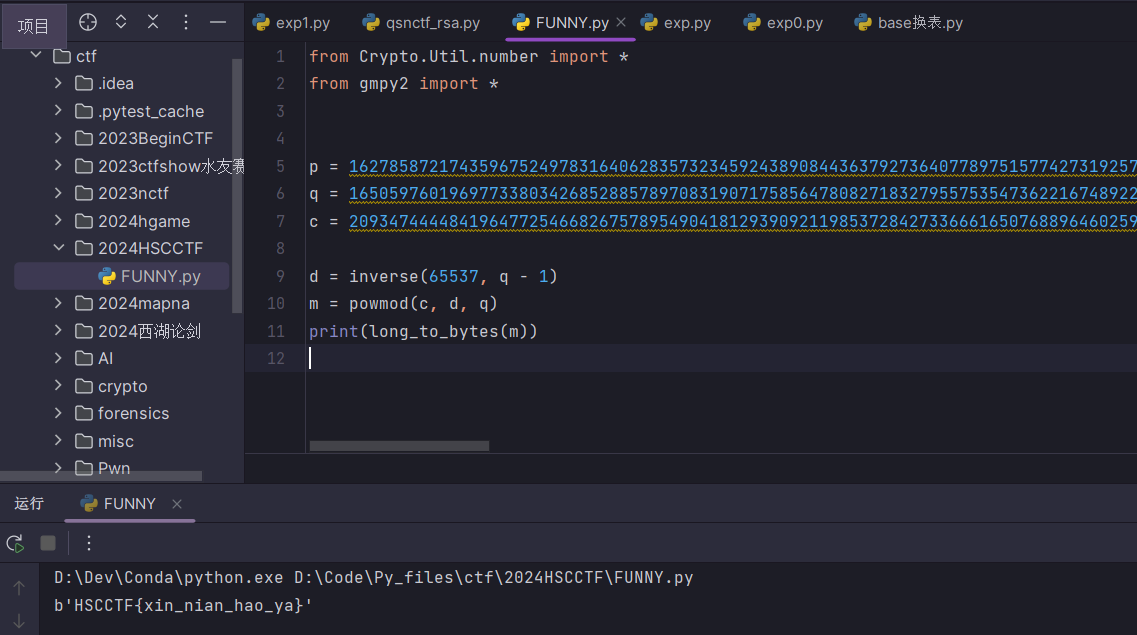 项目
exp1.py
qsnctf_rsa.py
FUNNY.py
exp.py
exp0.py
base换表.py
ctf
.idea
.pytest_cache
2023BeginCTF
2023ctfshow水友赛
2023nctf
2024hgame
2024HSCCTF
FUNNY.py
2024mapna
2024西湖论剑
AI
crypto
forensics
misc
Pwn
1 from Crypto.Util.number import *
2 from gmpy2 import *
3
4
5 p = 1627858721743596752497831640628357323459243890844363792736407789751577427319257
6 q = 1650597601969773380342685288578970831907175856478082718327955753547362216748922
7 c = 2093474444841964772546682675789549041812939092119853728427336661650768896460259
8
9 d = inverse(65537, q - 1)
10 m = powmod(c, d, q)
11 print(long_to_bytes(m))
12
运行
FUNNY
D:\Dev\Conda\python.exe D:\Code\Py_files\ctf\2024HSCCTF\FUNNY.py
b'HSCCTF{xin_nian_hao_ya}'